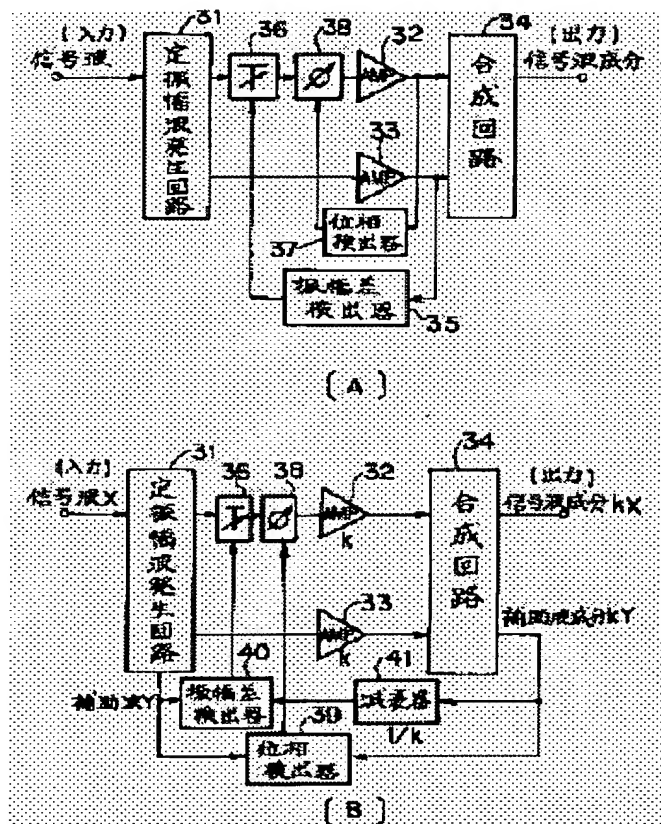 31
36
38
32
34
(入力)
信号波
定振幅波発生回路
AMP
33
AMP
合成回路
(出力)
信号波成分
位相検出器
37
振幅差検出器
35
(A)
31
36
38
32
34
(入力)
信号波X
定振幅波発生回路
AMP
k
33
AMP
k
合成回路
(出力)
信号波成分kX
補助波成分kY
40
41
補助波Y
振幅差検出器
減衰器
1/k
39
位相検出器
(B)